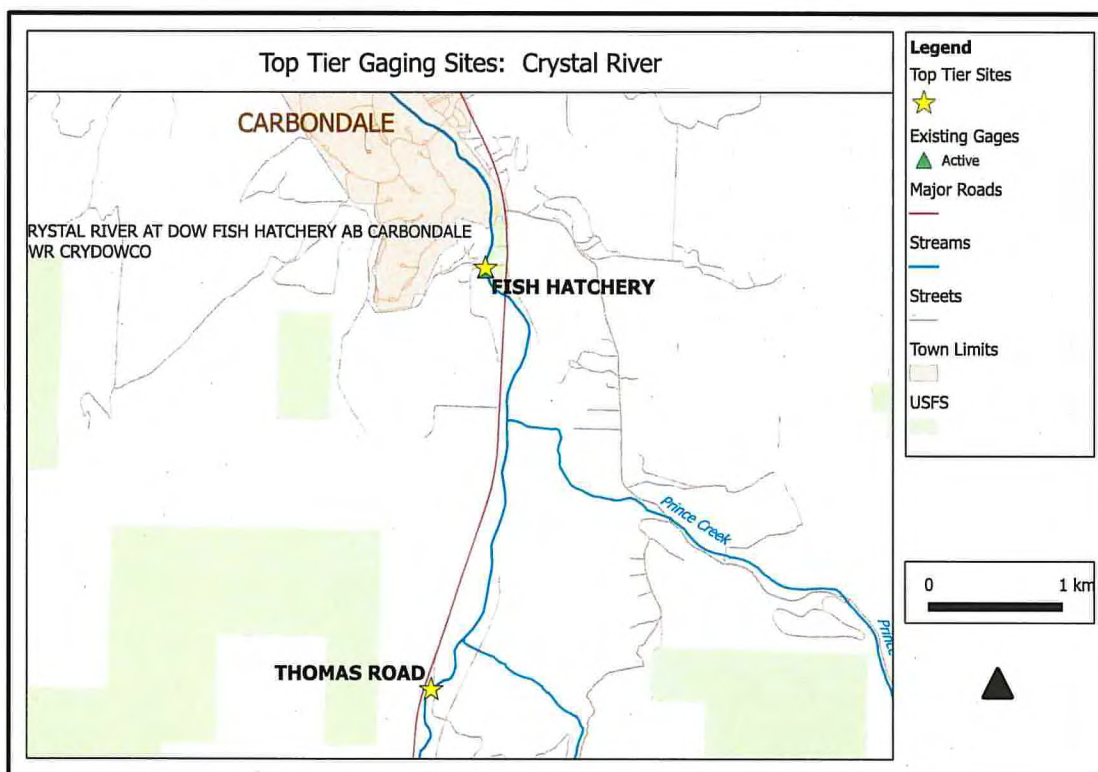 Top Tier Gaging Sites: Crystal River
CARBONDALE
RYSTAL RIVER AT DOW FISH HATCHERY AB CARBONDALE
WR CRYDOWCO
FISH HATCHERY
Prince Creek
Prince
THOMAS ROAD
Legend
Top Tier Sites
Existing Gages
Active
Major Roads
Streams
Streets
Town Limits
USFS
0 1 km